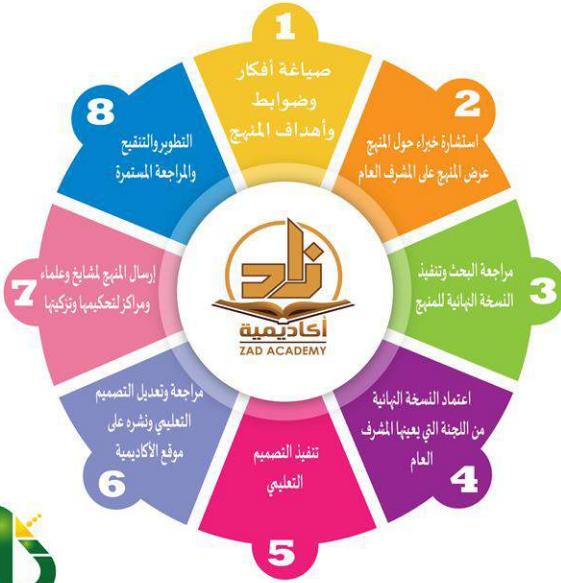 1
صياغة أفكار
وضوابط
وأهداف المنهج
2
استشارة خبراء حول المنهج
عرض المنهج على المشرف العام
3
مراجعة البحث وتنفيذ
النسخة النهائية للمنهج
4
اعتماد النسخة النهائية
من اللجنة التي يعينها المشرف
العام
5
تنفيذ التصميم
التعليمي
6
مراجعة وتعديل التصميم
التعليمي ونشره على
موقع الأكاديمية
7
إرسال المنهج لمشايخ وعلماء
ومراكز لتحكيمها وتزكيتها
8
التطوير والتنقيح
والمراجعة المستمرة
زاد
أكاديمية
ZAD ACADEMY